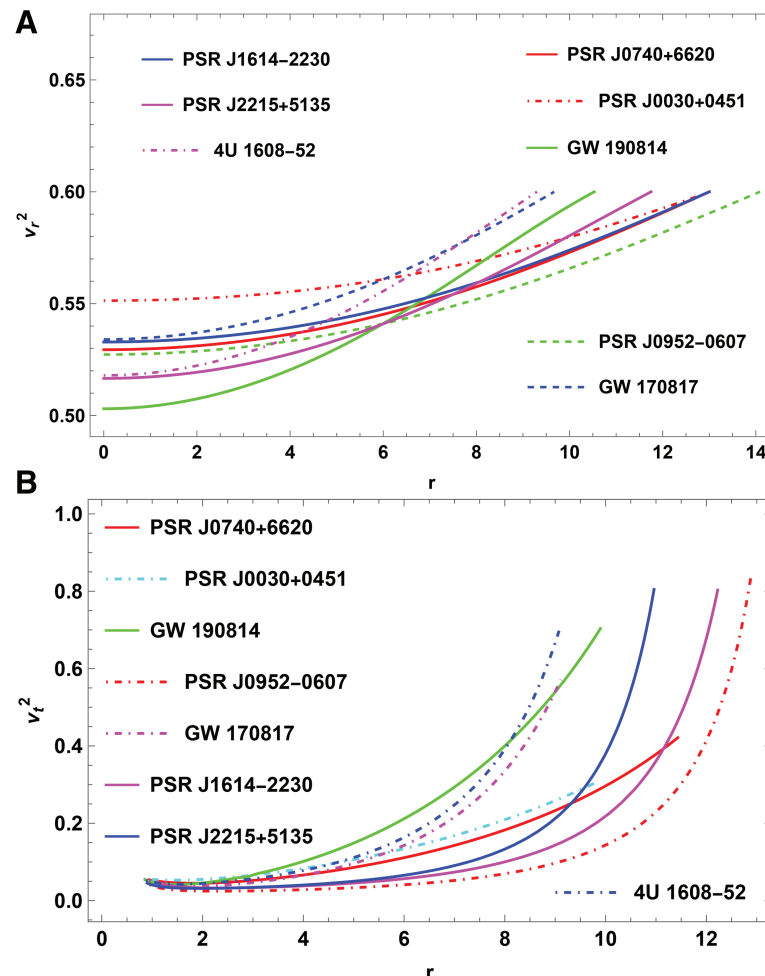 A
0.65
0.60
0.55
0.50
v_r^2
PSR J1614−2230
PSR J2215+5135
4U 1608−52
PSR J0740+6620
PSR J0030+0451
GW 190814
PSR J0952−0607
GW 170817
0 2 4 6 8 10 12 14
r
B
1.0
0.8
0.6
0.4
0.2
0.0
v_t^2
PSR J0740+6620
PSR J0030+0451
GW 190814
PSR J0952−0607
GW 170817
PSR J1614−2230
PSR J2215+5135
4U 1608−52
0 2 4 6 8 10 12
r